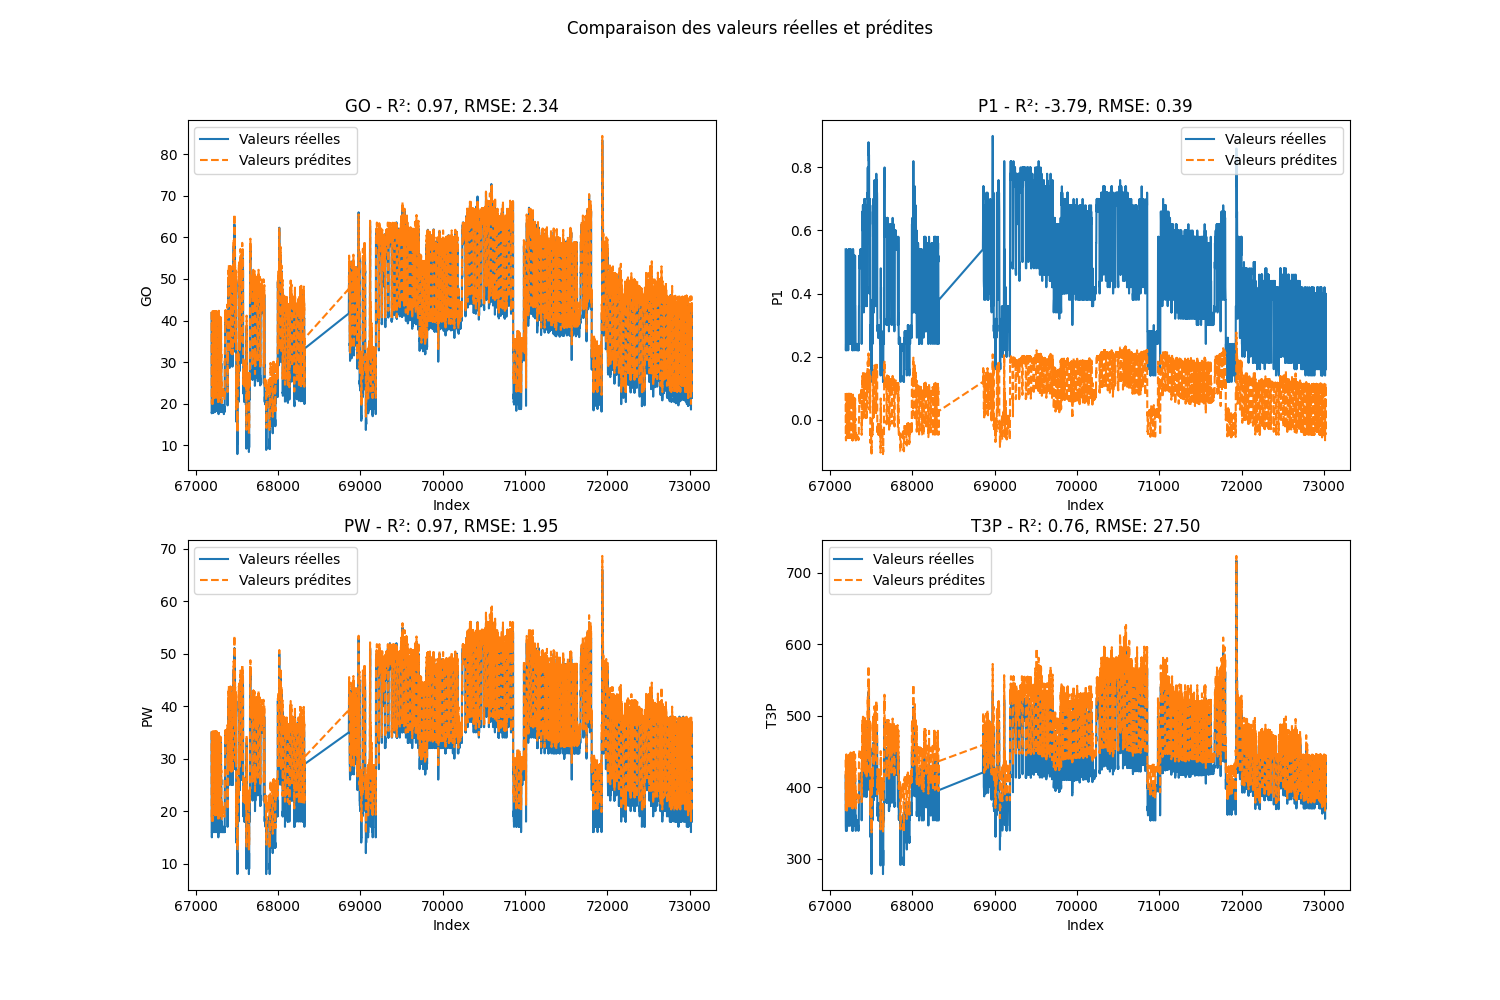 Comparaison des valeurs réelles et prédites
GO - R²: 0.97, RMSE: 2.34
Valeurs réelles
Valeurs prédites
80
70
60
50
40
30
20
10
GO
67000 68000 69000 70000 71000 72000 73000
Index
P1 - R²: -3.79, RMSE: 0.39
Valeurs réelles
Valeurs prédites
0.8
0.6
0.4
0.2
0.0
P1
67000 68000 69000 70000 71000 72000 73000
Index
PW - R²: 0.97, RMSE: 1.95
Valeurs réelles
Valeurs prédites
70
60
50
40
30
20
10
PW
67000 68000 69000 70000 71000 72000 73000
Index
T3P - R²: 0.76, RMSE: 27.50
Valeurs réelles
Valeurs prédites
700
600
500
400
300
T3P
67000 68000 69000 70000 71000 72000 73000
Index